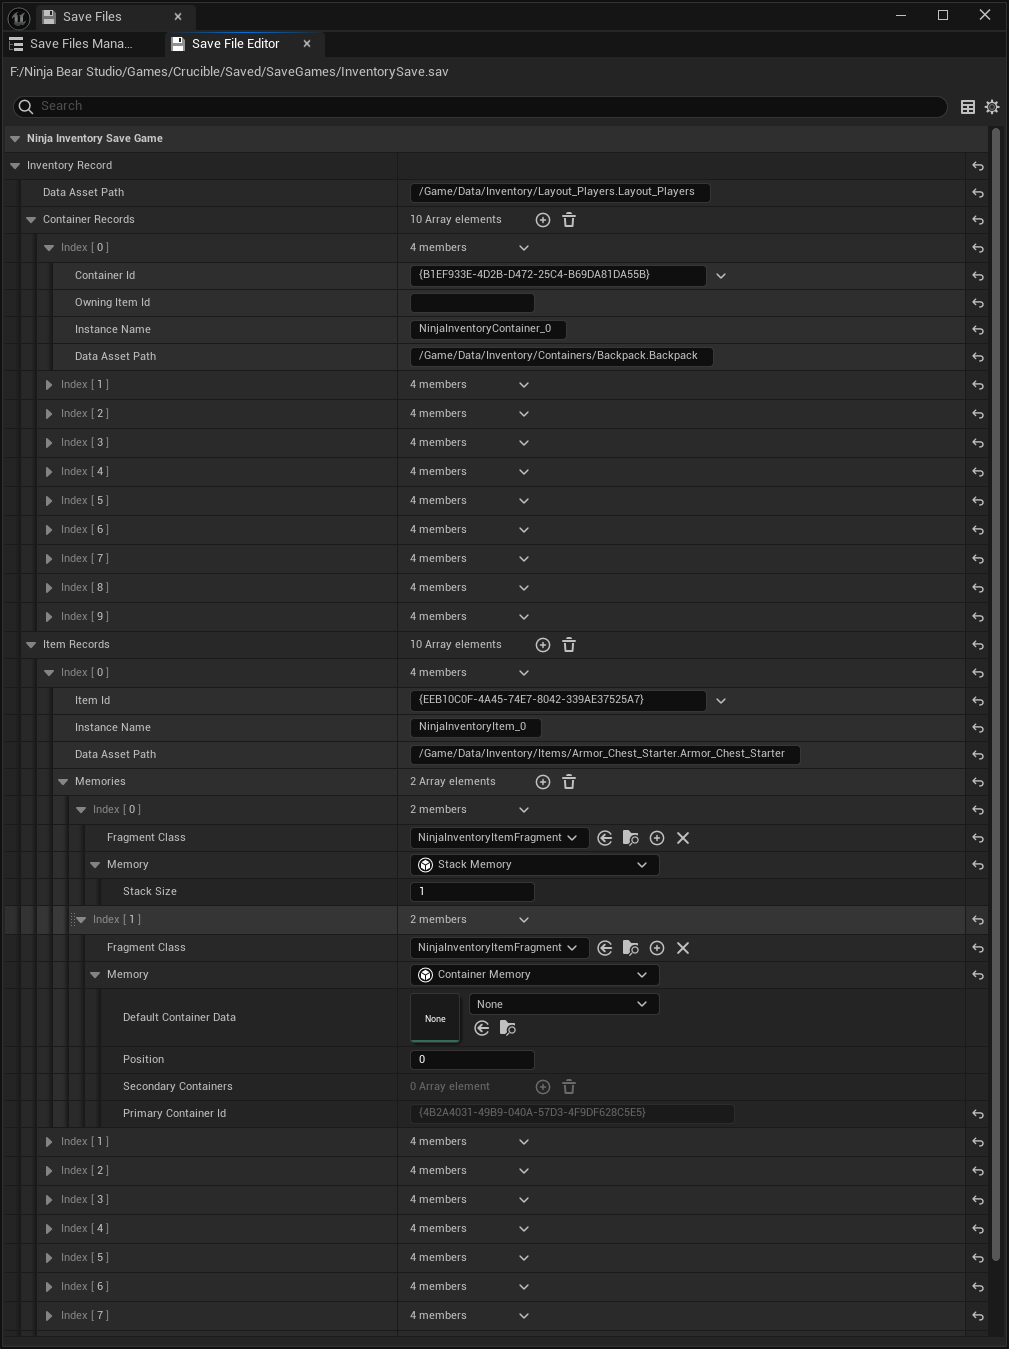 Save Files
Save Files Mana...
Save File Editor
F:/Ninja Bear Studio/Games/Crucible/Saved/SaveGames/InventorySave.sav
Search
Ninja Inventory Save Game
Inventory Record
Data Asset Path /Game/Data/Inventory/Layout_Players.Layout_Players
Container Records 10 Array elements
Index [ 0 ] 4 members
Container Id {B1EF933E-4D2B-D472-25C4-B69DA81DA55B}
Owning Item Id
Instance Name NinjaInventoryContainer_0
Data Asset Path /Game/Data/Inventory/Containers/Backpack.Backpack
Index [ 1 ] 4 members
Index [ 2 ] 4 members
Index [ 3 ] 4 members
Index [ 4 ] 4 members
Index [ 5 ] 4 members
Index [ 6 ] 4 members
Index [ 7 ] 4 members
Index [ 8 ] 4 members
Index [ 9 ] 4 members
Item Records 10 Array elements
Index [ 0 ] 4 members
Item Id {EEB10C0F-4A45-74E7-8042-339AE37525A7}
Instance Name NinjaInventoryItem_0
Data Asset Path /Game/Data/Inventory/Items/Armor_Chest_Starter.Armor_Chest_Starter
Memories 2 Array elements
Index [ 0 ] 2 members
Fragment Class NinjaInventoryItemFragment
Memory Stack Memory
Stack Size 1
Index [ 1 ] 2 members
Fragment Class NinjaInventoryItemFragment
Memory Container Memory
Default Container Data None None
Position 0
Secondary Containers 0 Array element
Primary Container Id {4B2A4031-49B9-040A-57D3-4F9DF628C5E5}
Index [ 1 ] 4 members
Index [ 2 ] 4 members
Index [ 3 ] 4 members
Index [ 4 ] 4 members
Index [ 5 ] 4 members
Index [ 6 ] 4 members
Index [ 7 ] 4 members